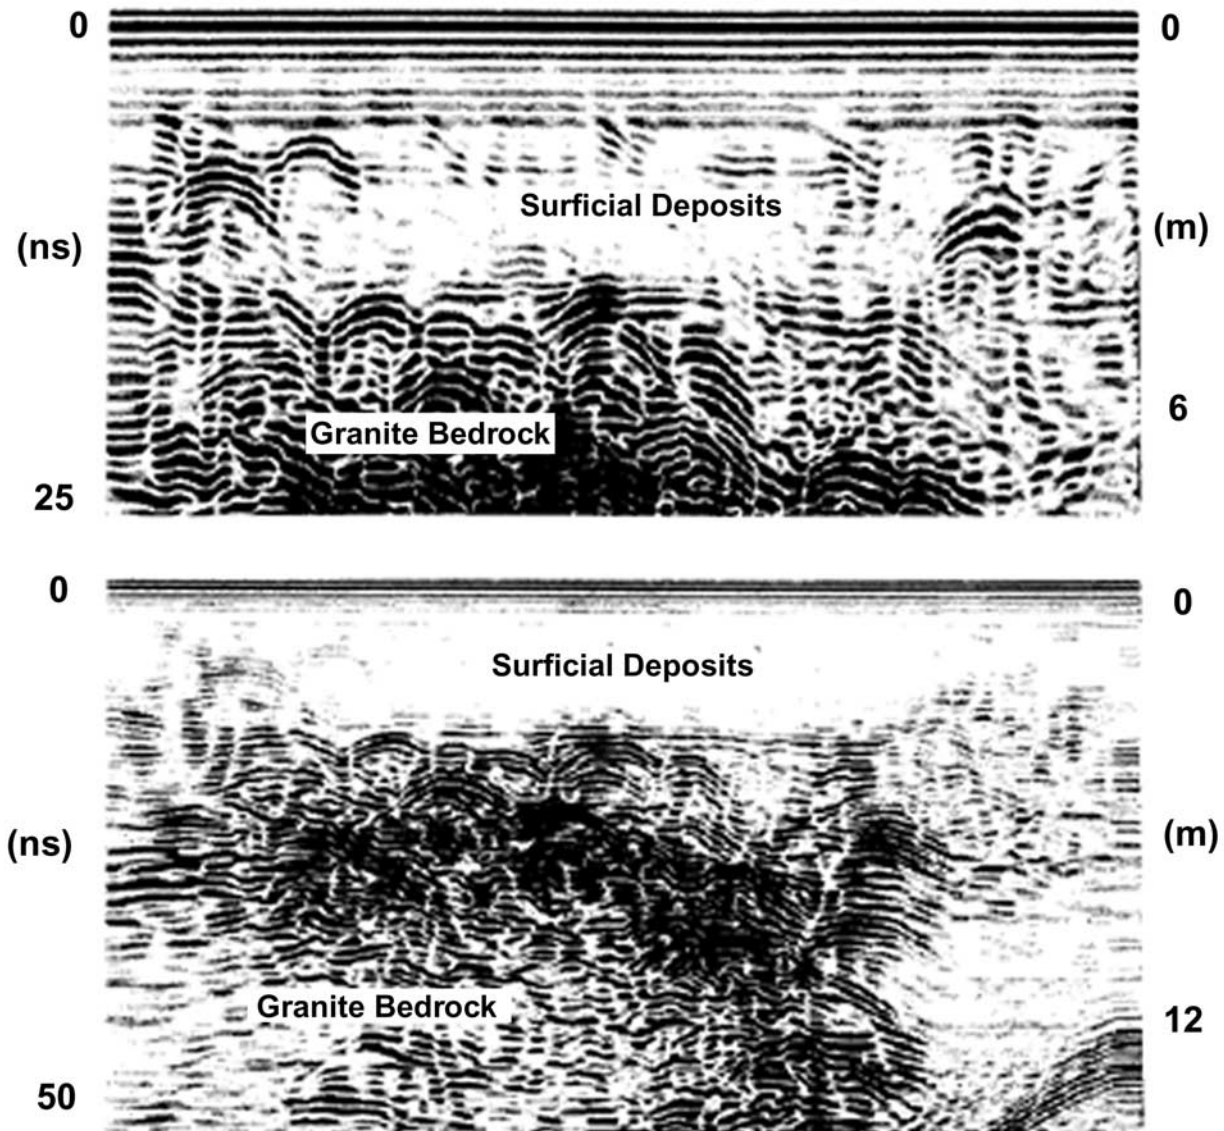 0
0
Surficial Deposits
(ns)
(m)
6
Granite Bedrock
25
0
0
Surficial Deposits
(ns)
(m)
Granite Bedrock
12
50